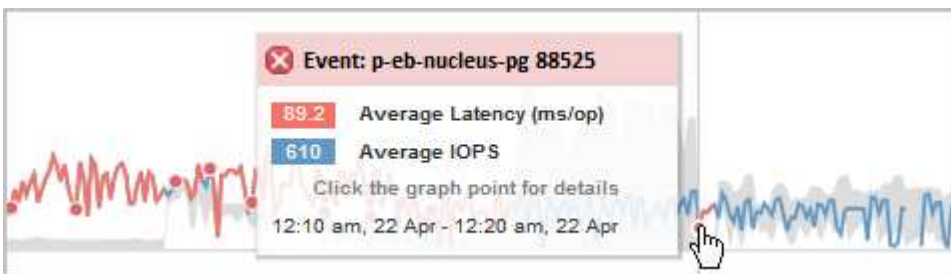 Event: p-eb-nucleus-pg 88525
89.2 Average Latency (ms/op)
610 Average IOPS
Click the graph point for details
12:10 am, 22 Apr - 12:20 am, 22 Apr